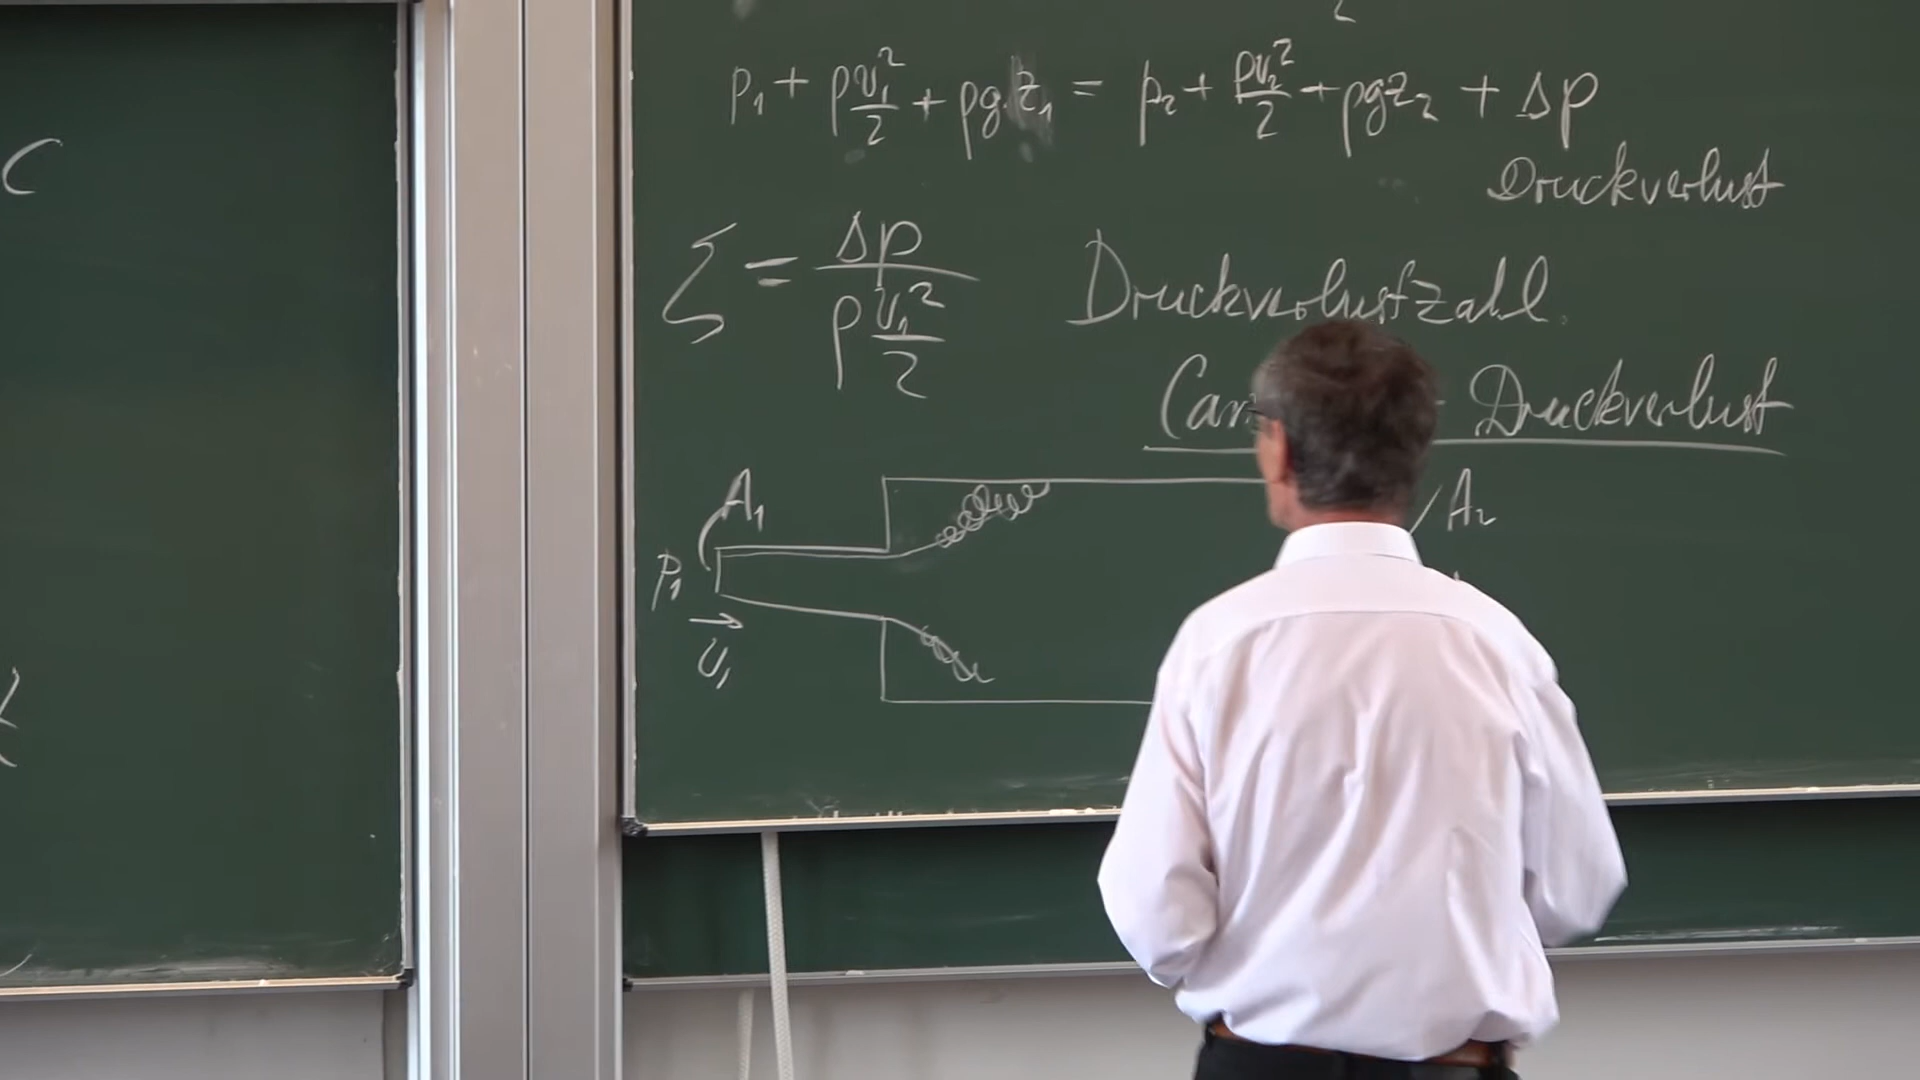 C
p₁ + ρ v₁²/2 + ρg z₁ = p₂ + ρv₂²/2 + ρgz₂ + Δp
Druckverlust
ζ = Δp / (ρ v₁²/2)
Druckverlustzahl
Druckverlust
A₁
A₂
p₁
v₁